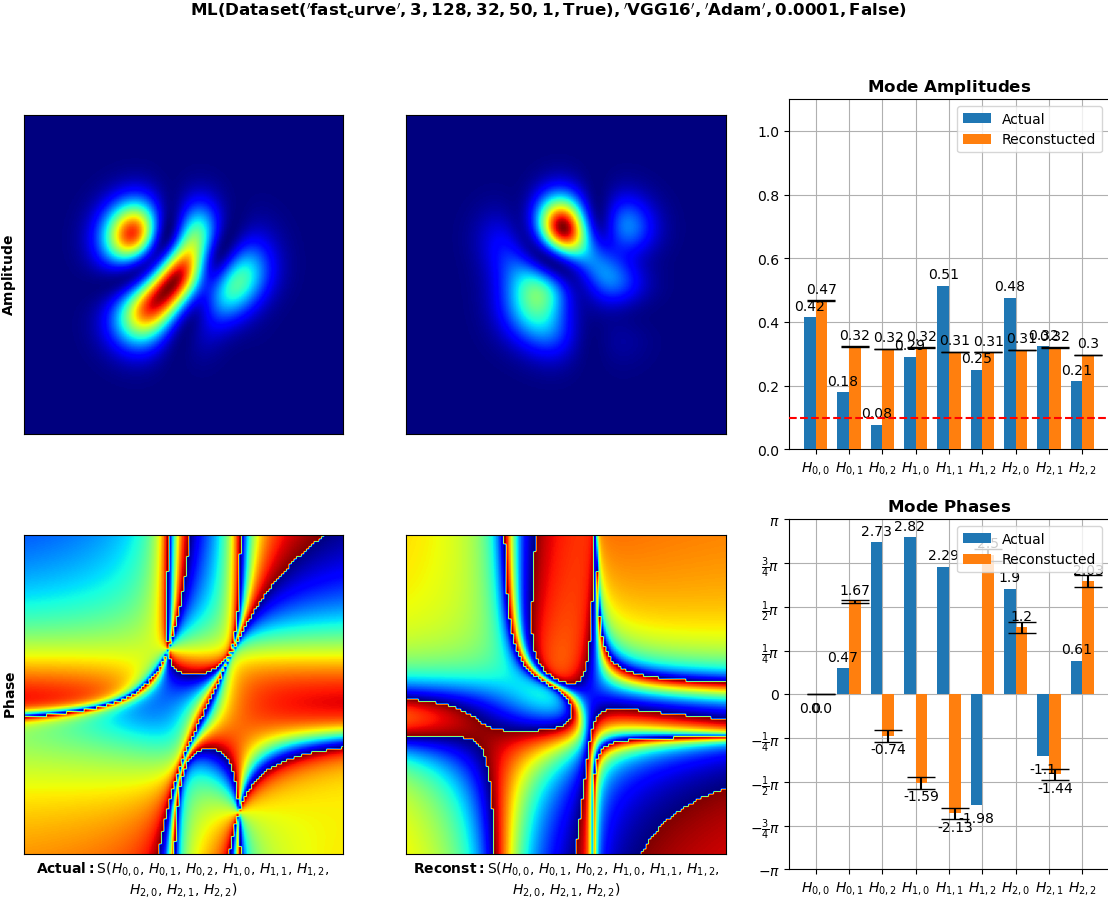 ML(Dataset('fast_curve', 3, 128, 32, 50, 1, True), 'VGG16', 'Adam', 0.0001, False)
Mode Amplitudes
Actual
Reconstucted
1.0
0.8
0.6
0.4
0.2
0.0
0.42 0.47 0.18 0.32 0.08 0.32 0.29 0.32 0.51 0.31 0.25 0.31 0.48 0.31 0.32 0.32 0.21 0.3
H0,0 H0,1 H0,2 H1,0 H1,1 H1,2 H2,0 H2,1 H2,2
Amplitude
Mode Phases
Actual
Reconstucted
π
3/4π
1/2π
1/4π
0
−1/4π
−1/2π
−3/4π
−π
0.0 0.0 0.47 1.67 2.73 -0.74 2.82 -1.59 2.29 -2.13 -1.98 2.5 1.9 1.2 -1.1 -1.44 0.61 2.03
H0,0 H0,1 H0,2 H1,0 H1,1 H1,2 H2,0 H2,1 H2,2
Phase
Actual: S(H0,0, H0,1, H0,2, H1,0, H1,1, H1,2,
H2,0, H2,1, H2,2)
Reconst: S(H0,0, H0,1, H0,2, H1,0, H1,1, H1,2,
H2,0, H2,1, H2,2)